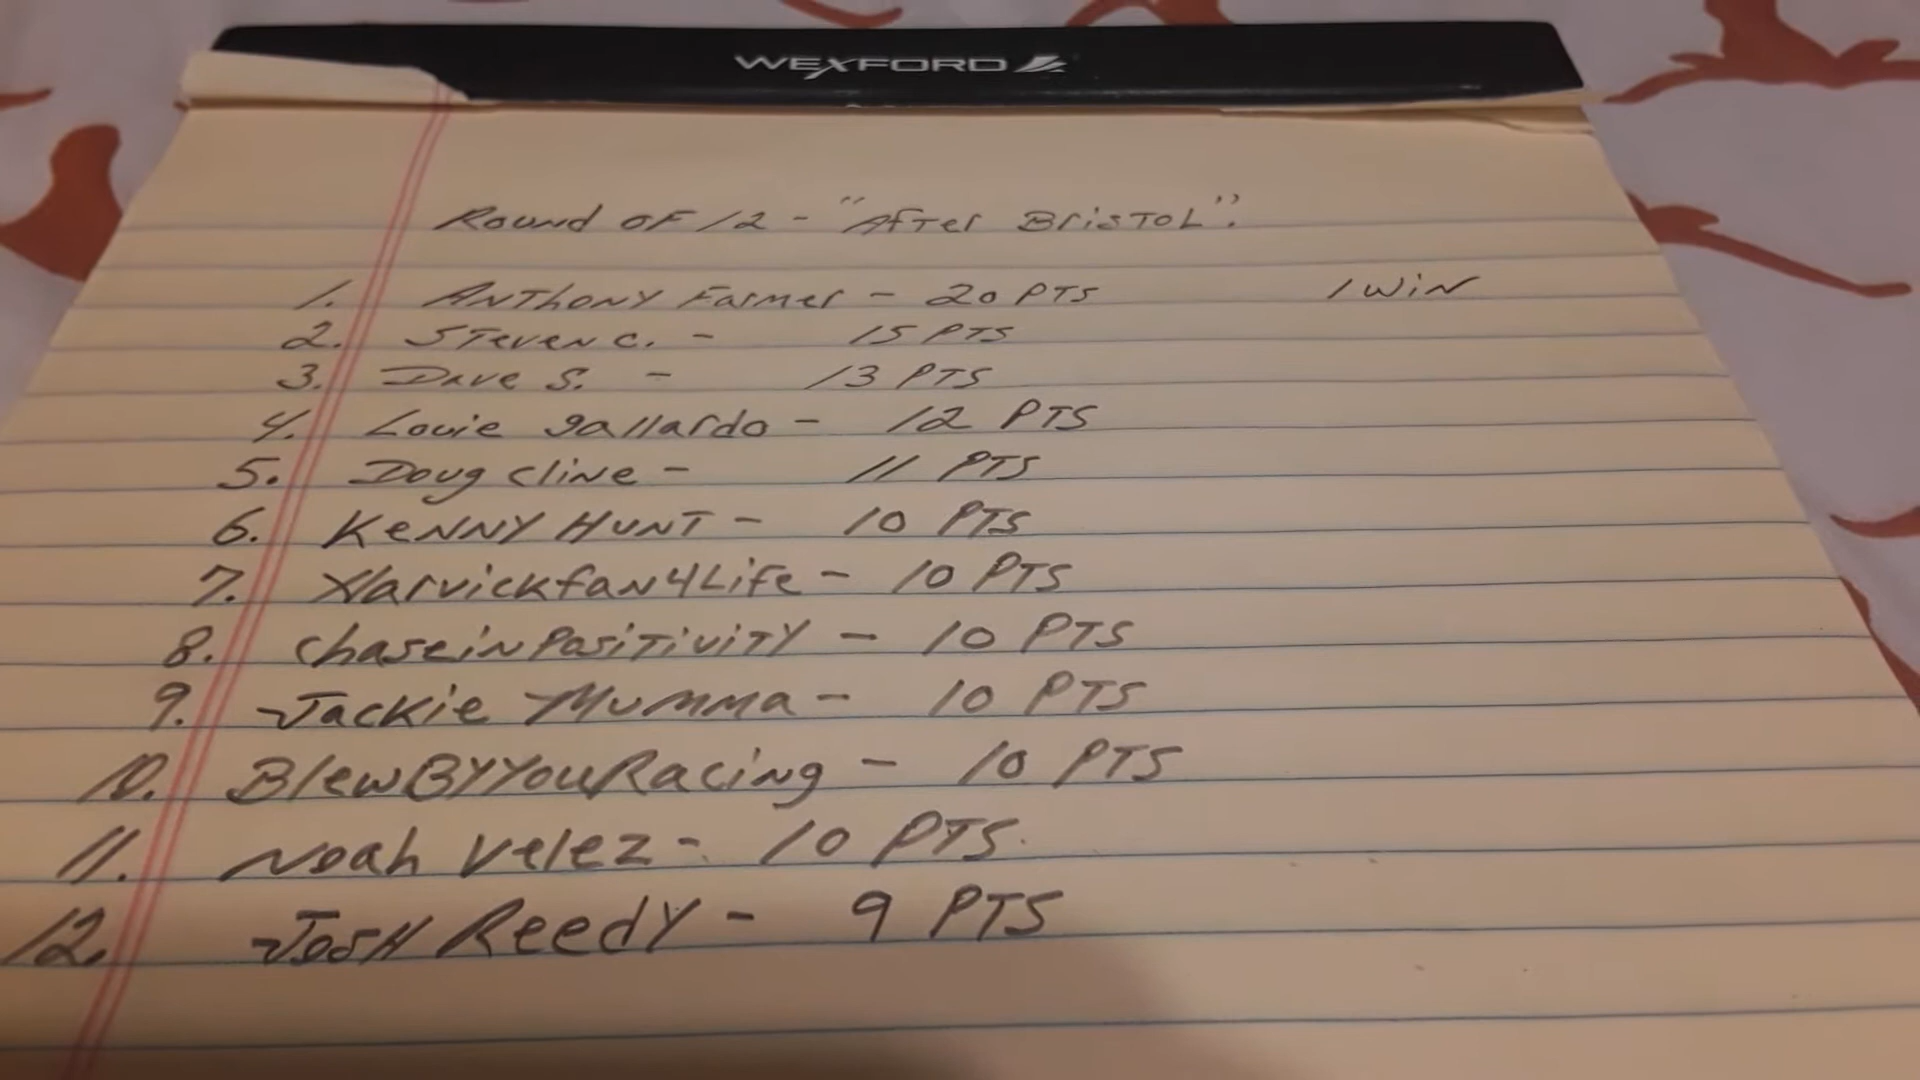 WEXFORD
Round of 12 - "After Bristol".
1. Anthony Farmer - 20 PTS 1 Win
2. Steven C. - 15 PTS
3. Dave S. - 13 PTS
4. Louie gallardo - 12 PTS
5. Doug Cline - 11 PTS
6. Kenny Hunt - 10 PTS
7. XHarvickfan4Life - 10 PTS
8. ChaseinPositivity - 10 PTS
9. Jackie Mumma - 10 PTS
10. BlewByYouRacing - 10 PTS
11. Noah Velez - 10 PTS.
12. Josh Reedy - 9 PTS